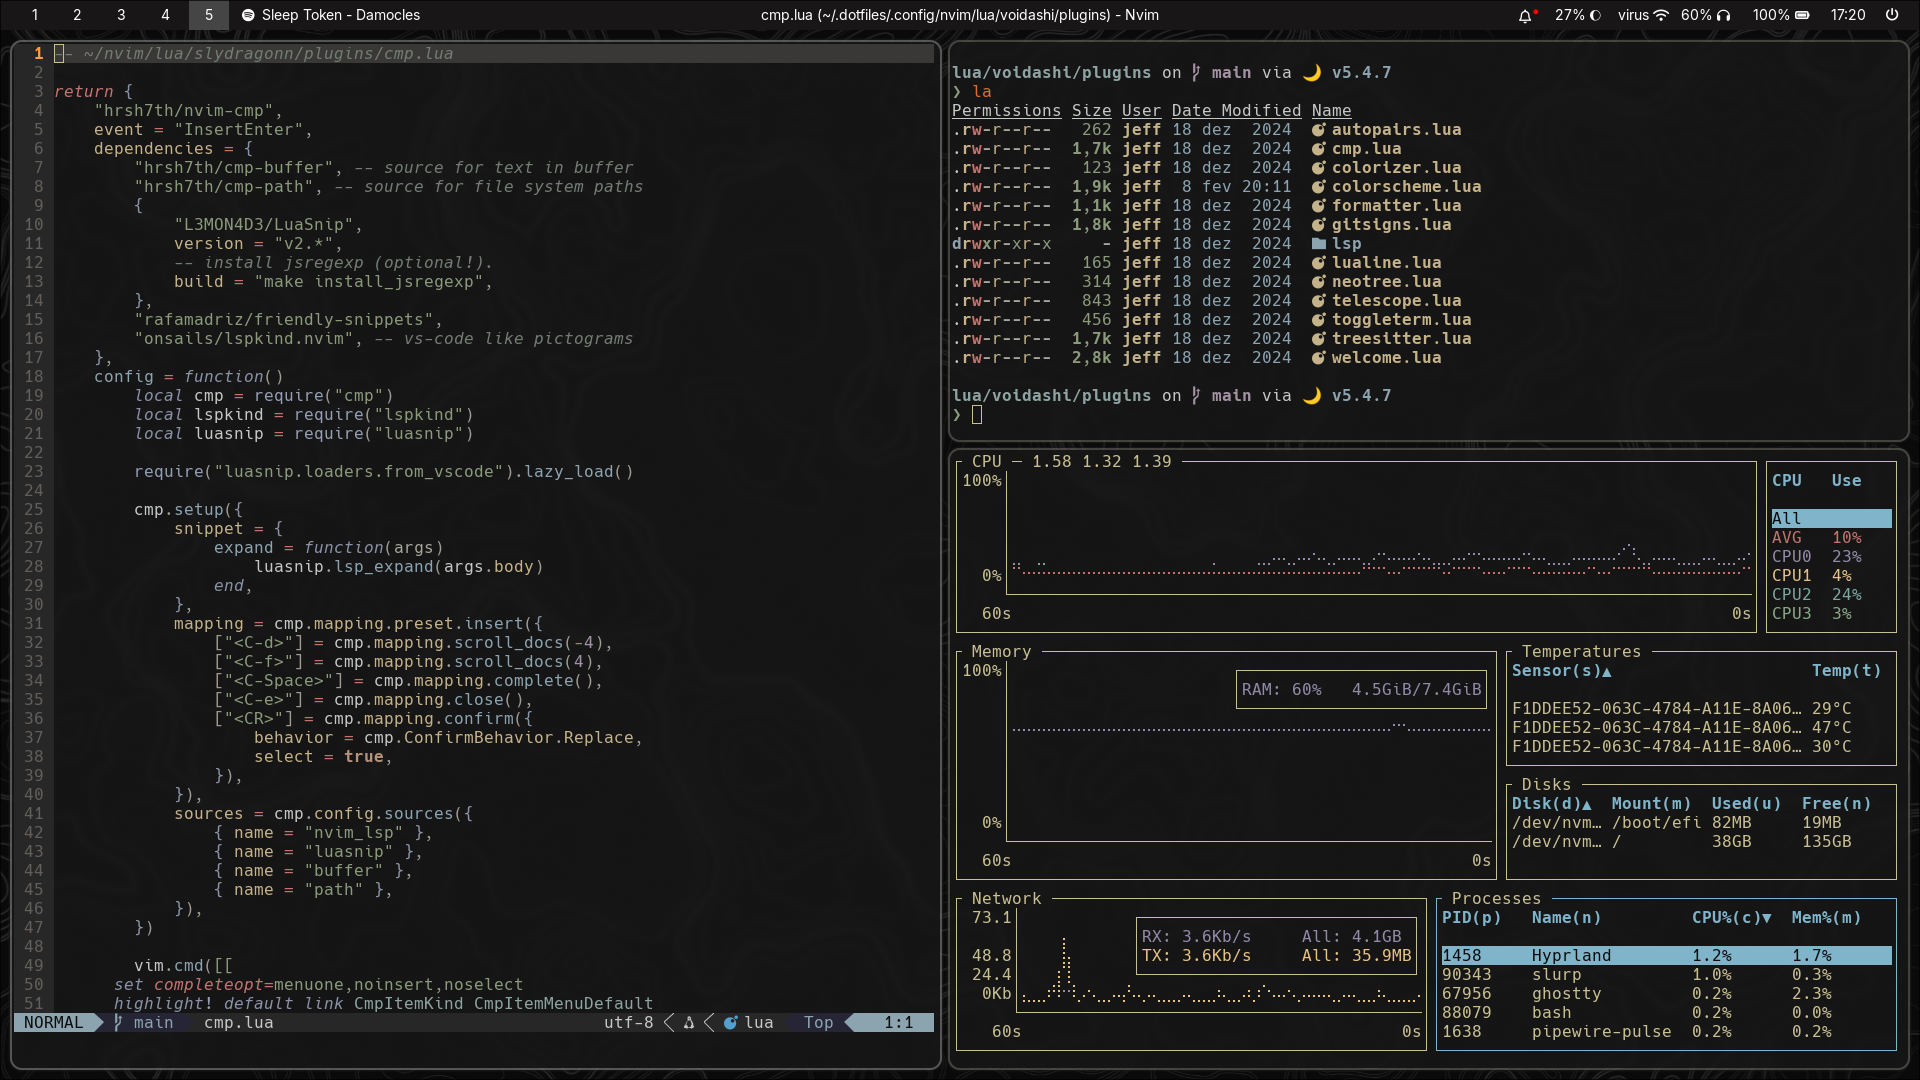 1 2 3 4 5 Sleep Token - Damocles
cmp.lua (~/.dotfiles/.config/nvim/lua/voidashi/plugins) - Nvim
27% virus 60% 100% 17:20
1 -- ~/nvim/lua/slydragonn/plugins/cmp.lua
2
3 return {
4 "hrsh7th/nvim-cmp",
5 event = "InsertEnter",
6 dependencies = {
7 "hrsh7th/cmp-buffer", -- source for text in buffer
8 "hrsh7th/cmp-path", -- source for file system paths
9 {
10 "L3MON4D3/LuaSnip",
11 version = "v2.*",
12 -- install jsregexp (optional!).
13 build = "make install_jsregexp",
14 },
15 "rafamadriz/friendly-snippets",
16 "onsails/lspkind.nvim", -- vs-code like pictograms
17 },
18 config = function()
19 local cmp = require("cmp")
20 local lspkind = require("lspkind")
21 local luasnip = require("luasnip")
22
23 require("luasnip.loaders.from_vscode").lazy_load()
24
25 cmp.setup({
26 snippet = {
27 expand = function(args)
28 luasnip.lsp_expand(args.body)
29 end,
30 },
31 mapping = cmp.mapping.preset.insert({
32 ["<C-d>"] = cmp.mapping.scroll_docs(-4),
33 ["<C-f>"] = cmp.mapping.scroll_docs(4),
34 ["<C-Space>"] = cmp.mapping.complete(),
35 ["<C-e>"] = cmp.mapping.close(),
36 ["<CR>"] = cmp.mapping.confirm({
37 behavior = cmp.ConfirmBehavior.Replace,
38 select = true,
39 }),
40 }),
41 sources = cmp.config.sources({
42 { name = "nvim_lsp" },
43 { name = "luasnip" },
44 { name = "buffer" },
45 { name = "path" },
46 }),
47 })
48
49 vim.cmd([[
50 set completeopt=menuone,noinsert,noselect
51 highlight! default link CmpItemKind CmpItemMenuDefault
NORMAL main cmp.lua utf-8 lua Top 1:1
lua/voidashi/plugins on main via 🌙 v5.4.7
❯ la
Permissions Size User Date Modified Name
.rw-r--r-- 262 jeff 18 dez 2024 autopairs.lua
.rw-r--r-- 1,7k jeff 18 dez 2024 cmp.lua
.rw-r--r-- 123 jeff 18 dez 2024 colorizer.lua
.rw-r--r-- 1,9k jeff 8 fev 20:11 colorscheme.lua
.rw-r--r-- 1,1k jeff 18 dez 2024 formatter.lua
.rw-r--r-- 1,8k jeff 18 dez 2024 gitsigns.lua
drwxr-xr-x - jeff 18 dez 2024 lsp
.rw-r--r-- 165 jeff 18 dez 2024 lualine.lua
.rw-r--r-- 314 jeff 18 dez 2024 neotree.lua
.rw-r--r-- 843 jeff 18 dez 2024 telescope.lua
.rw-r--r-- 456 jeff 18 dez 2024 toggleterm.lua
.rw-r--r-- 1,7k jeff 18 dez 2024 treesitter.lua
.rw-r--r-- 2,8k jeff 18 dez 2024 welcome.lua
lua/voidashi/plugins on main via 🌙 v5.4.7
❯
CPU — 1.58 1.32 1.39
100%
0%
60s 0s
CPU Use
All
AVG 10%
CPU0 23%
CPU1 4%
CPU2 24%
CPU3 3%
Memory
100%
RAM: 60% 4.5GiB/7.4GiB
0%
60s 0s
Temperatures
Sensor(s)▲ Temp(t)
F1DDEE52-063C-4784-A11E-8A06… 29°C
F1DDEE52-063C-4784-A11E-8A06… 47°C
F1DDEE52-063C-4784-A11E-8A06… 30°C
Disks
Disk(d)▲ Mount(m) Used(u) Free(n)
/dev/nvm… /boot/efi 82MB 19MB
/dev/nvm… / 38GB 135GB
Network
73.1
48.8
24.4
0Kb
RX: 3.6Kb/s All: 4.1GB
TX: 3.6Kb/s All: 35.9MB
60s 0s
Processes
PID(p) Name(n) CPU%(c)▼ Mem%(m)
1458 Hyprland 1.2% 1.7%
90343 slurp 1.0% 0.3%
67956 ghostty 0.2% 2.3%
88079 bash 0.2% 0.0%
1638 pipewire-pulse 0.2% 0.2%